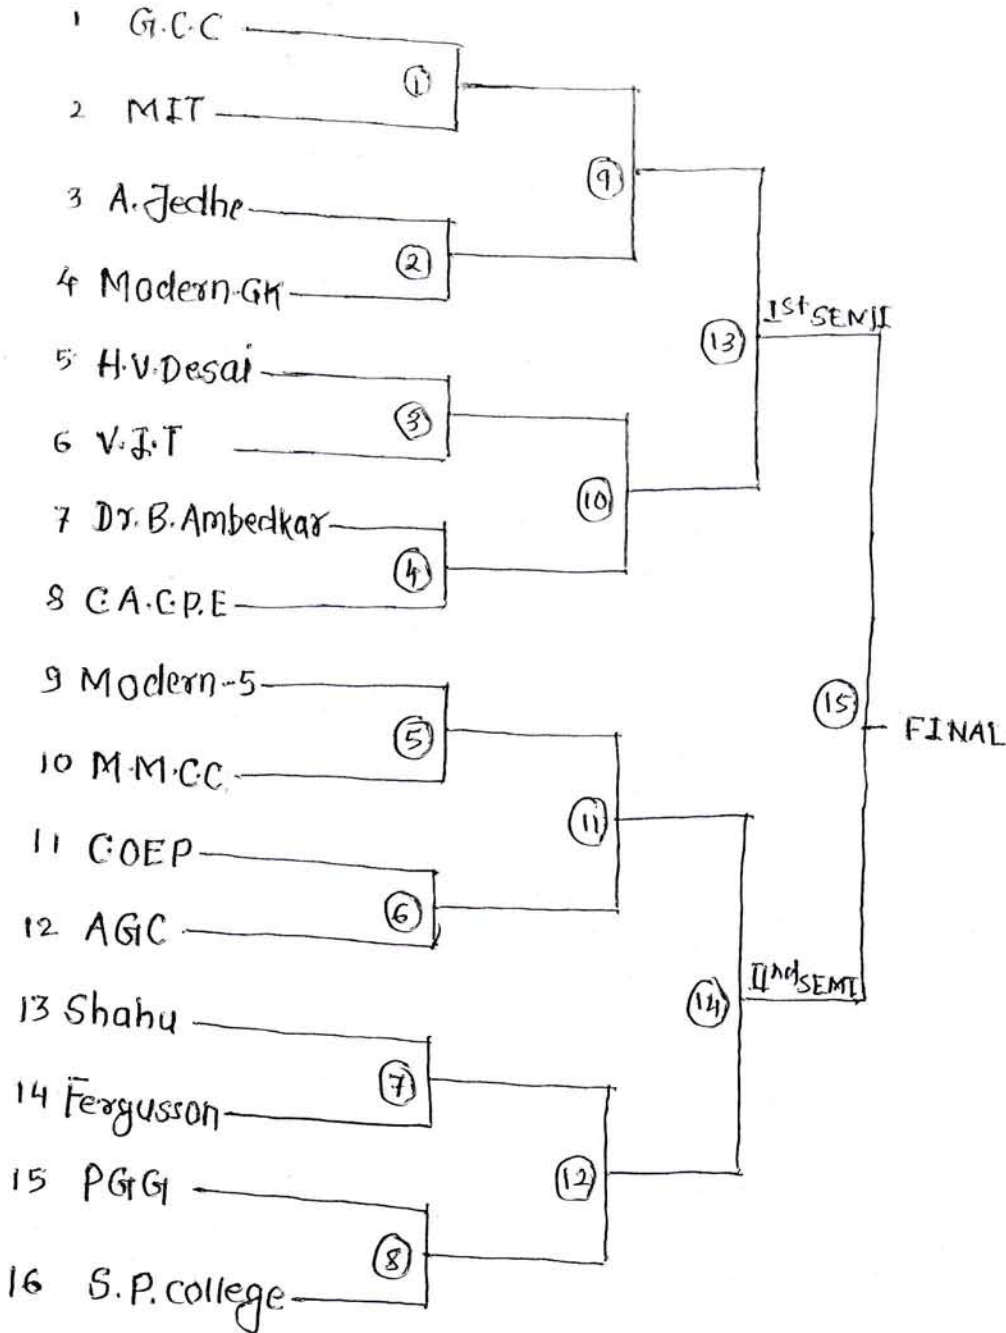 1 G.C.C
①
2 MIT
⑨
3 A.Jedhe
②
4 Modern-GK
1st SENJI
⑬
5 H.V.Desai
③
6 V.I.T
⑩
7 Dr.B.Ambedkar
④
8 C.A.C.P.E
9 Modern-5
⑮ FINAL
⑤
10 M.M.C.C.
⑪
11 COEP
⑥
12 AGC
IInd SEMI
⑭
13 Shahu
⑦
14 Fergusson
15 PGG
⑫
⑧
16 S.P.college